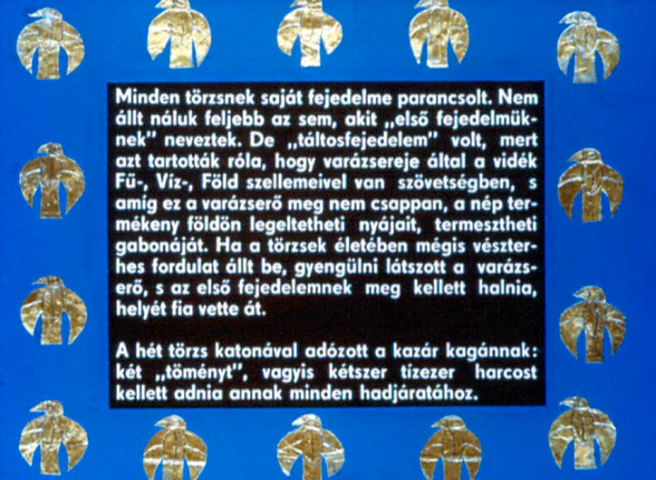 Minden törzsnek saját fejedelme parancsolt. Nem
állt náluk feljebb az sem, akit „első fejedelmük-
nek” neveztek. De „táltosfejedelem” volt, mert
azt tartották róla, hogy varázsereje által a vidék
Fű-, Víz-, Föld szellemeivel van szövetségben, s
amíg ez a varázserő meg nem csappan, a nép ter-
mékeny földön legeltetheti nyájait, termesztheti
gabonáját. Ha a törzsek életében mégis vészter-
hes fordulat állt be, gyengülni látszott a varázs-
erő, s az első fejedelemnek meg kellett halnia,
helyét fia vette át.
A hét törzs katonával adózott a kazár kagánnak:
két „töményt”, vagyis kétszer tízezer harcost
kellett adnia annak minden hadjáratához.